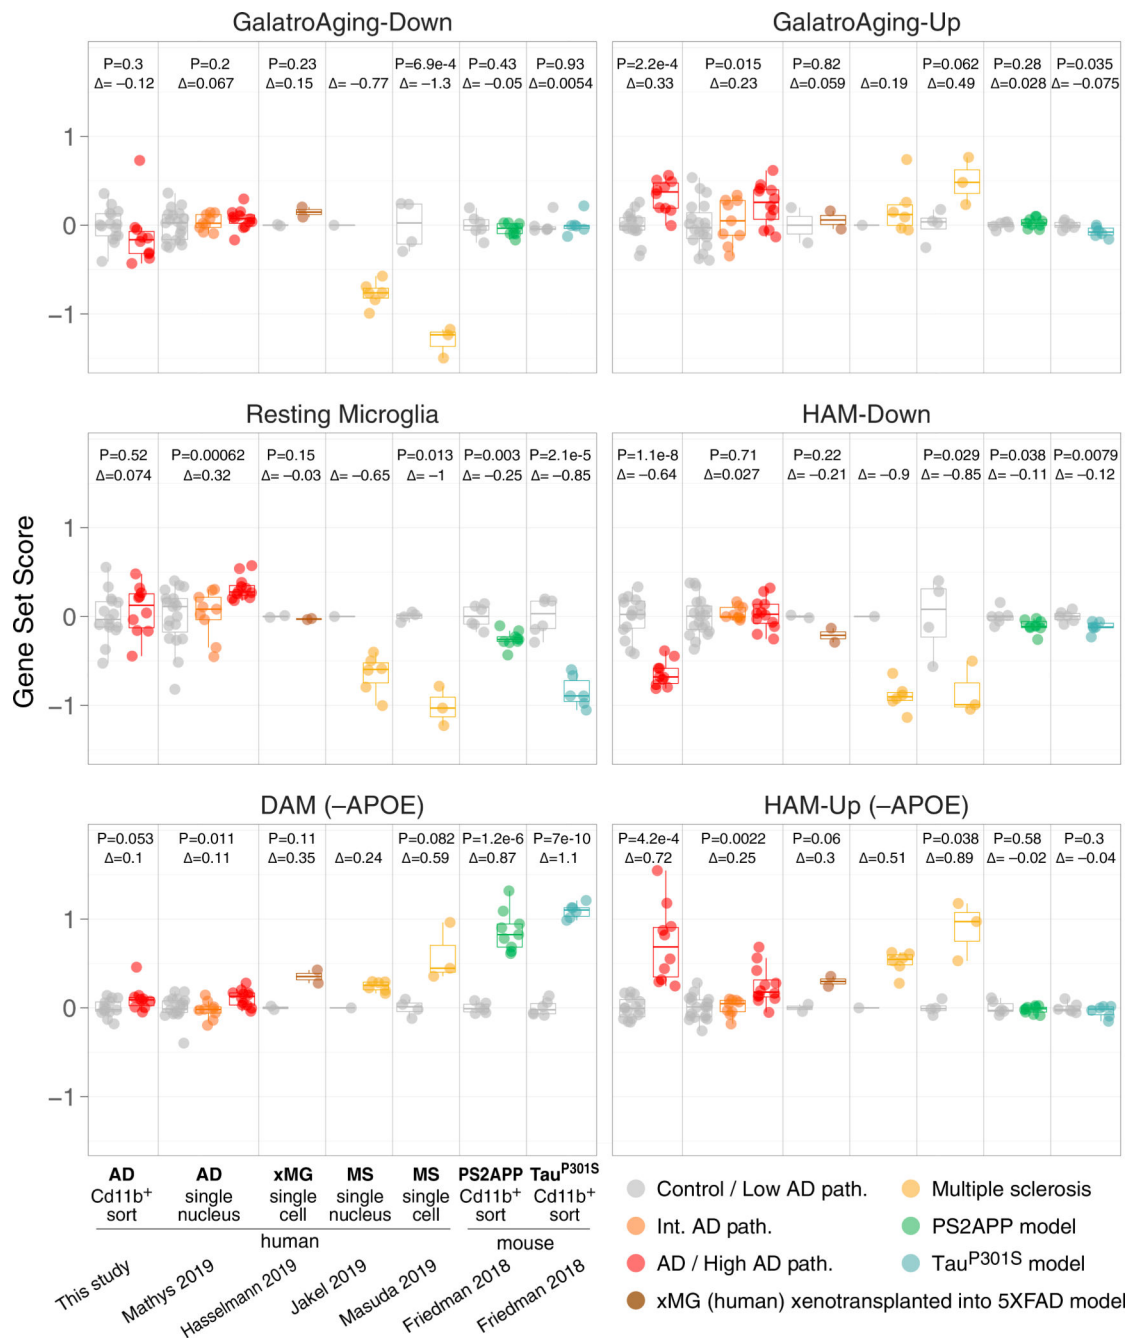 GalatroAging-Down
P=0.3 P=0.2 P=0.23 P=6.9e-4 P=0.43 P=0.93
Δ= −0.12 Δ=0.067 Δ=0.15 Δ= −0.77 Δ= −1.3 Δ= −0.05 Δ=0.0054
1
0
−1
GalatroAging-Up
P=2.2e-4 P=0.015 P=0.82 P=0.062 P=0.28 P=0.035
Δ=0.33 Δ=0.23 Δ=0.059 Δ=0.19 Δ=0.49 Δ=0.028 Δ= −0.075
Gene Set Score
Resting Microglia
P=0.52 P=0.00062 P=0.15 P=0.013 P=0.003 P=2.1e-5
Δ=0.074 Δ=0.32 Δ= −0.03 Δ= −0.65 Δ= −1 Δ= −0.25 Δ= −0.85
1
0
−1
HAM-Down
P=1.1e-8 P=0.71 P=0.22 P=0.029 P=0.038 P=0.0079
Δ= −0.64 Δ=0.027 Δ= −0.21 Δ= −0.9 Δ= −0.85 Δ= −0.11 Δ= −0.12
DAM (−APOE)
P=0.053 P=0.011 P=0.11 P=0.082 P=1.2e-6 P=7e-10
Δ=0.1 Δ=0.11 Δ=0.35 Δ=0.24 Δ=0.59 Δ=0.87 Δ=1.1
1
0
−1
HAM-Up (−APOE)
P=4.2e-4 P=0.0022 P=0.06 P=0.038 P=0.58 P=0.3
Δ=0.72 Δ=0.25 Δ=0.3 Δ=0.51 Δ=0.89 Δ= −0.02 Δ= −0.04
AD AD xMG MS MS PS2APP Tau^P301S
Cd11b+ single single single single Cd11b+ Cd11b+
sort nucleus cell nucleus cell sort sort
human mouse
This study
Mathys 2019
Hasselmann 2019
Jakel 2019
Masuda 2019
Friedman 2018
Friedman 2018
Control / Low AD path.
Int. AD path.
AD / High AD path.
xMG (human) xenotransplanted into 5XFAD model
Multiple sclerosis
PS2APP model
Tau^P301S model